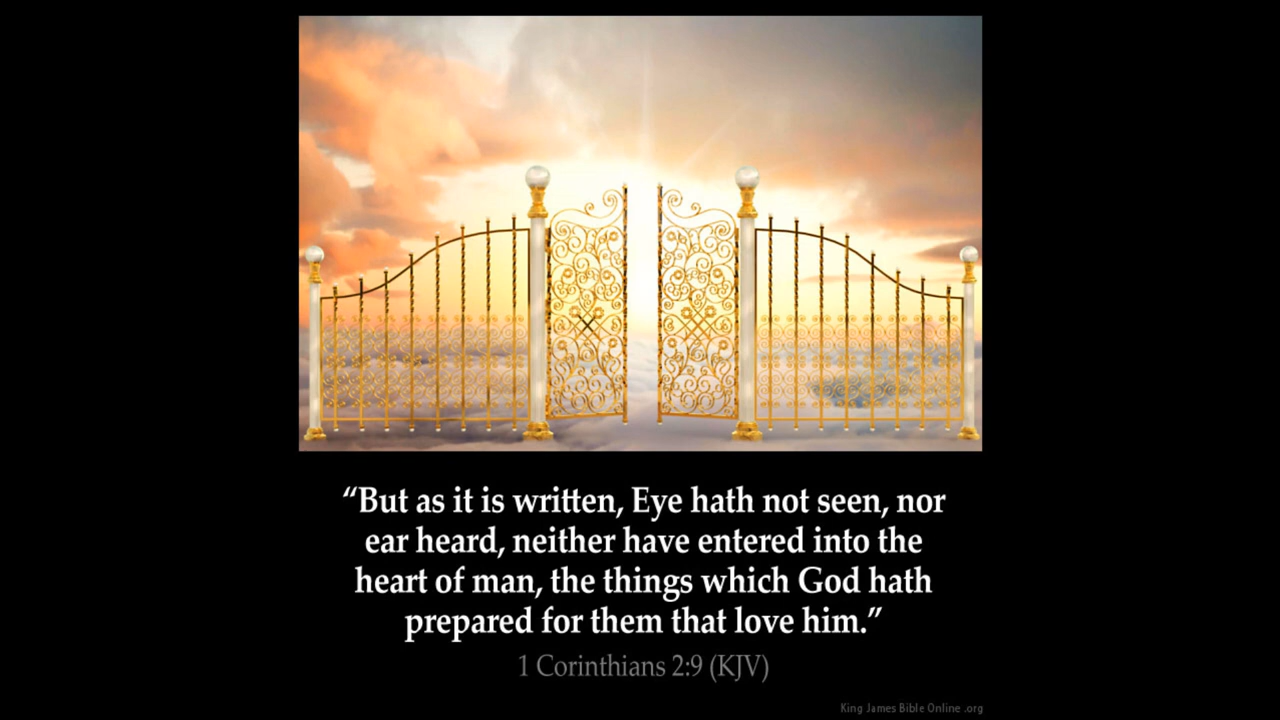 “But as it is written, Eye hath not seen, nor
ear heard, neither have entered into the
heart of man, the things which God hath
prepared for them that love him.”
1 Corinthians 2:9 (KJV)
King James Bible Online .org